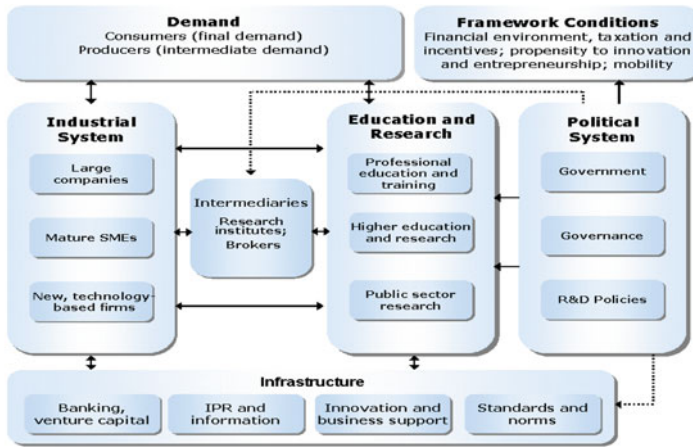 Demand
Consumers (final demand)
Producers (intermediate demand)
Framework Conditions
Financial environment, taxation and
incentives; propensity to innovation
and entrepreneurship; mobility
Industrial
System
Large
companies
Mature SMEs
New, technology-
based firms
Intermediaries
Research
institutes;
Brokers
Education and
Research
Professional
education and
training
Higher education
and research
Public sector
research
Political
System
Government
Governance
R&D Policies
Infrastructure
Banking,
venture capital
IPR and
information
Innovation and
business support
Standards and
norms